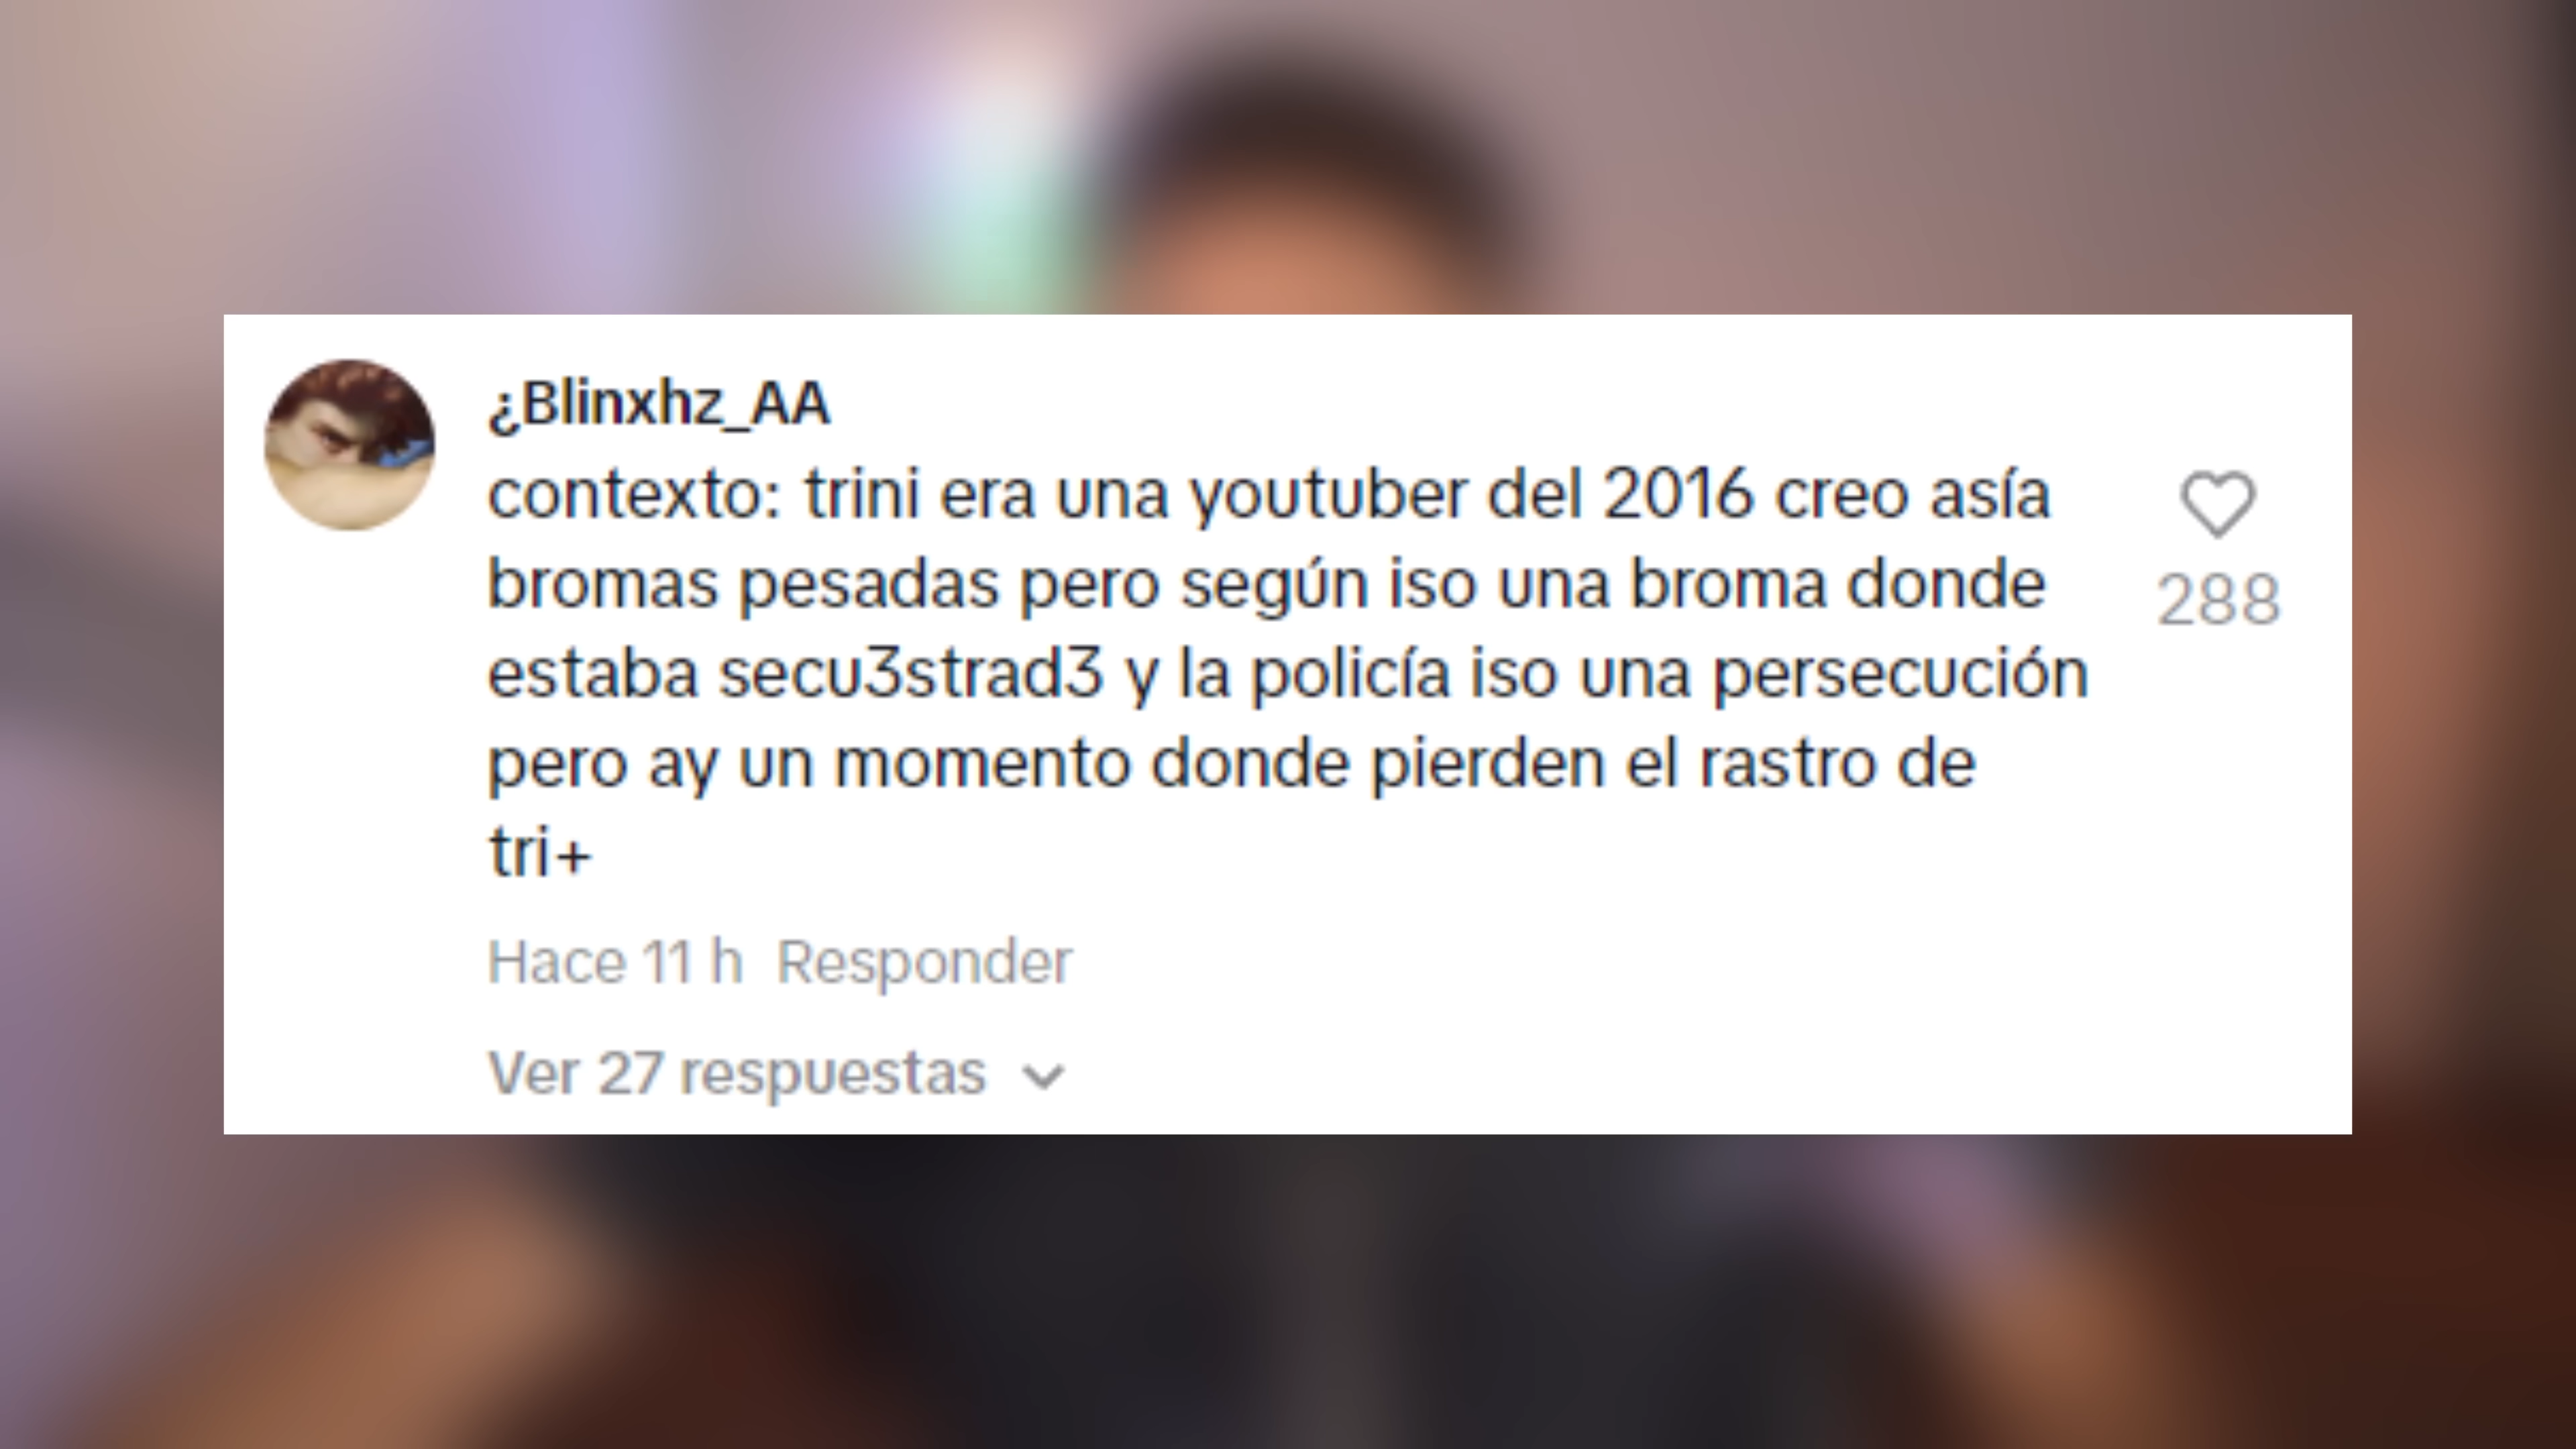 ¿Blinxhz_AA
contexto: trini era una youtuber del 2016 creo asía
bromas pesadas pero según iso una broma donde
estaba secu3strad3 y la policía iso una persecución
pero ay un momento donde pierden el rastro de
tri+
288
Hace 11 h Responder
Ver 27 respuestas